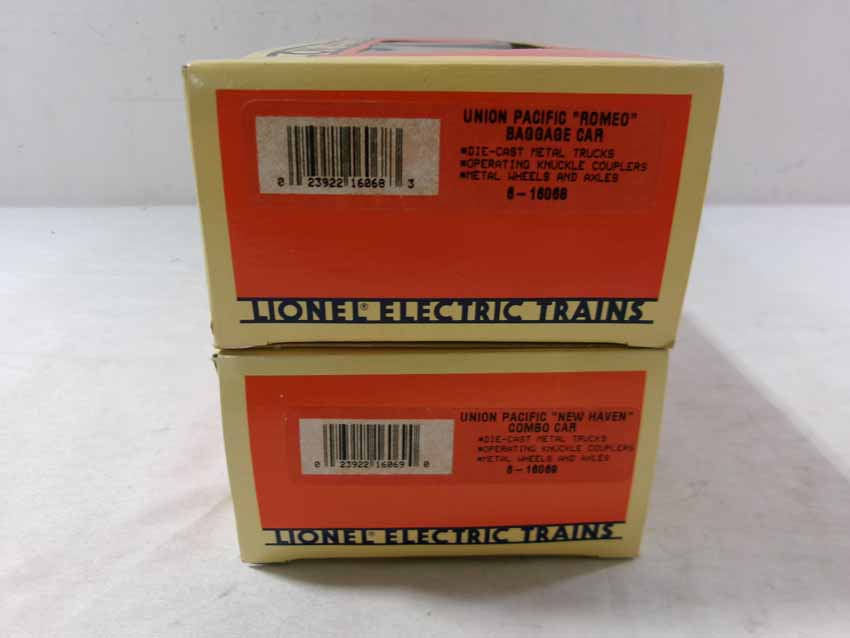 UNION PACIFIC "ROMEO"
BAGGAGE CAR
*DIE-CAST METAL TRUCKS
*OPERATING KNUCKLE COUPLERS
*METAL WHEELS AND AXLES
6-16068
0 23922 16068 3
LIONEL® ELECTRIC TRAINS
UNION PACIFIC "NEW HAVEN"
COMBO CAR
*DIE-CAST METAL TRUCKS
*OPERATING KNUCKLE COUPLERS
*METAL WHEELS AND AXLES
6-16069
0 23922 16069 0
LIONEL® ELECTRIC TRAINS